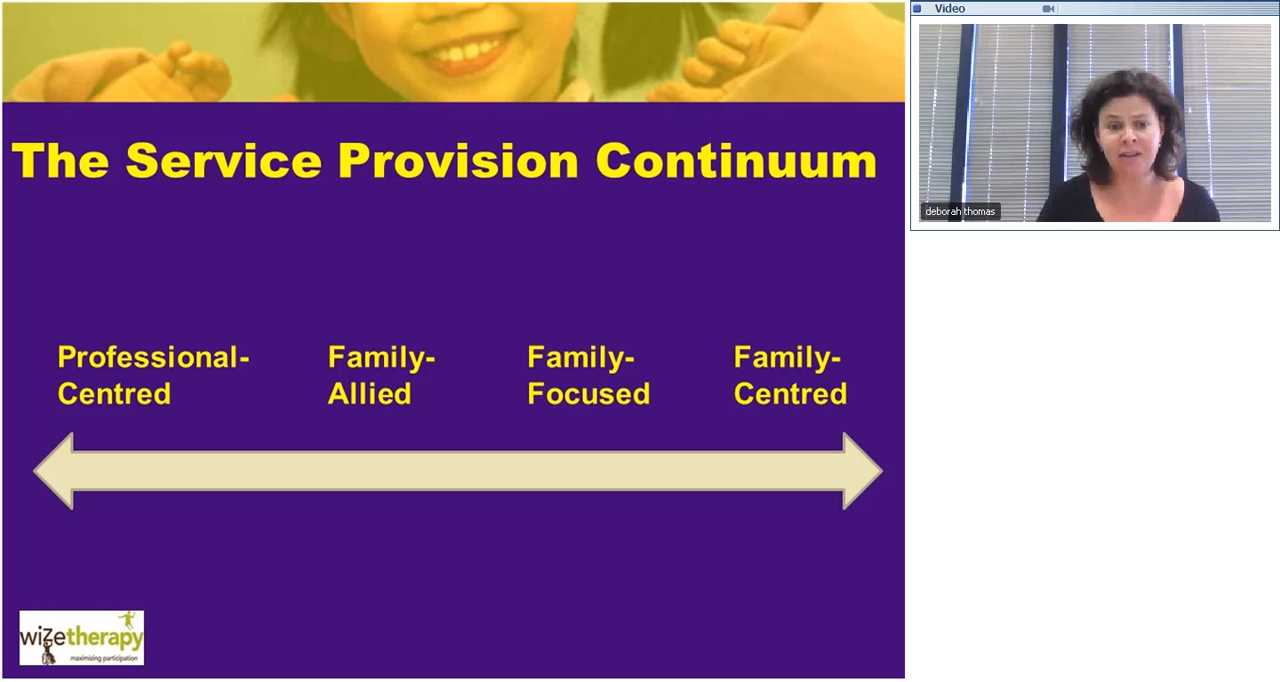 Video
deborah thomas
The Service Provision Continuum
Professional-
Centred
Family-
Allied
Family-
Focused
Family-
Centred
wizetherapy
maximizing participation